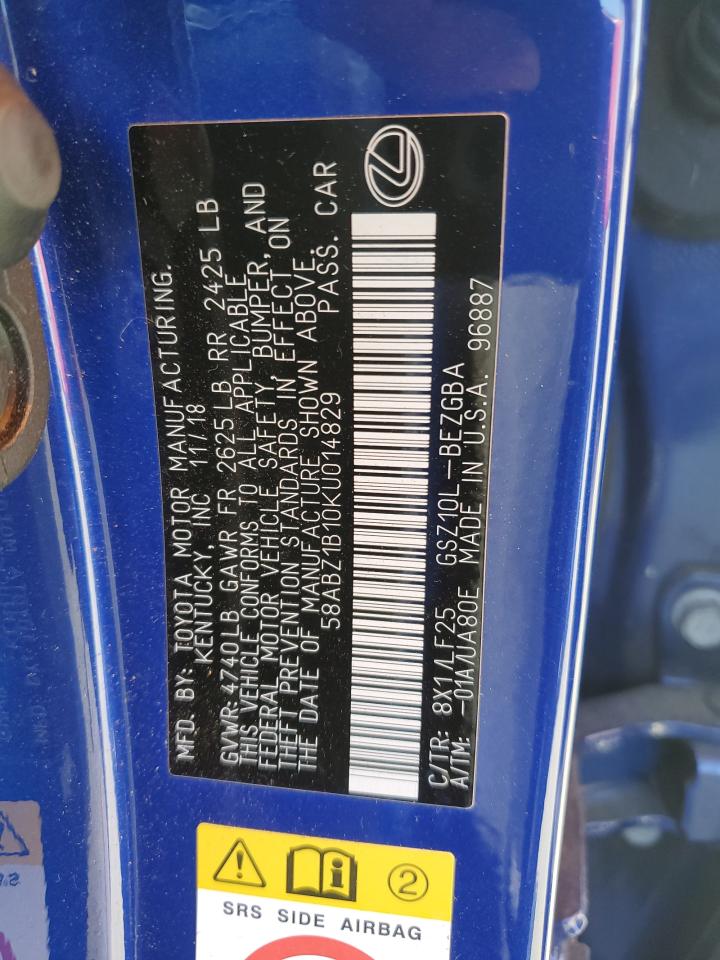 MFD. BY: TOYOTA MOTOR MANUFACTURING.
KENTUCKY, INC 11/18
GVWR: 4740LB GAWR FR 2625 LB RR 2425 LB
THIS VEHICLE CONFORMS TO ALL APPLICABLE
FEDERAL MOTOR VEHICLE SAFETY, BUMPER, AND
THEFT PREVENTION STANDARDS IN EFFECT ON
THE DATE OF MANUFACTURE SHOWN ABOVE.
58ABZ1B10KU014829 PASS. CAR
C/TR: 8X1/LF25 GSZ10L-BEZGBA
A/TM: -01A/UA80E MADE IN U.S.A. 96887
2
SRS SIDE AIRBAG